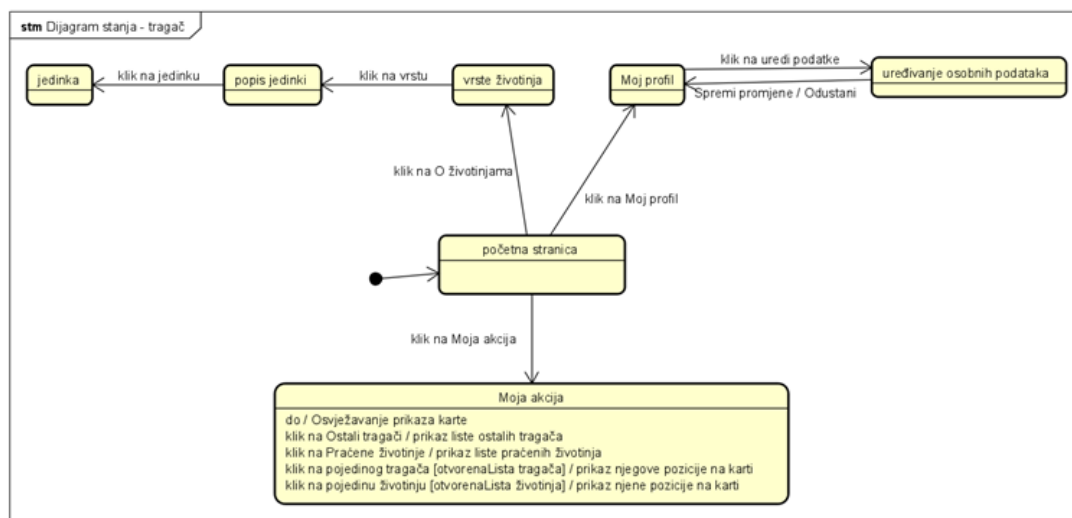 stm Dijagram stanja - tragač
jedinka
klik na jedinku
popis jedinki
klik na vrstu
vrste životinja
Moj profil
klik na uredi podatke
uređivanje osobnih podataka
Spremi promjene / Odustani
klik na O životinjama
klik na Moj profil
početna stranica
klik na Moja akcija
Moja akcija
do / Osvježavanje prikaza karte
klik na Ostali tragači / prikaz liste ostalih tragača
klik na Praćene životinje / prikaz liste praćenih životinja
klik na pojedinog tragača [otvorenaLista tragača] / prikaz njegove pozicije na karti
klik na pojedinu životinju [otvorenaLista životinja] / prikaz njene pozicije na karti